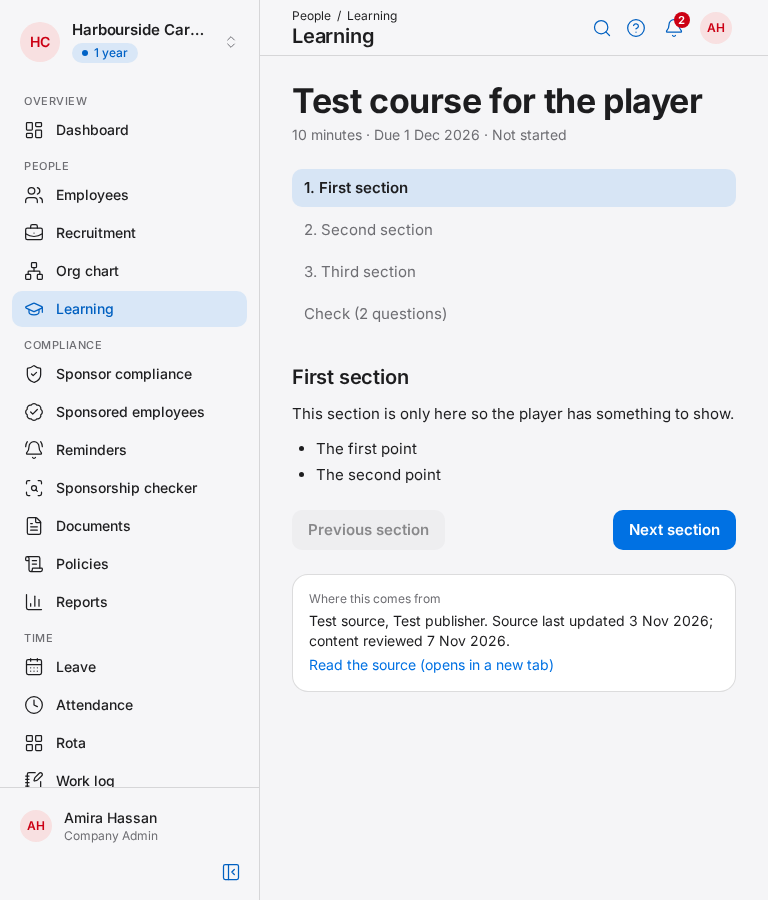 HC
Harbourside Car...
1 year
OVERVIEW
Dashboard
PEOPLE
Employees
Recruitment
Org chart
Learning
COMPLIANCE
Sponsor compliance
Sponsored employees
Reminders
Sponsorship checker
Documents
Policies
Reports
TIME
Leave
Attendance
Rota
Work log
AH
Amira Hassan
Company Admin
People / Learning
Learning
2
AH
Test course for the player
10 minutes · Due 1 Dec 2026 · Not started
1. First section
2. Second section
3. Third section
Check (2 questions)
First section
This section is only here so the player has something to show.
• The first point
• The second point
Previous section
Next section
Where this comes from
Test source, Test publisher. Source last updated 3 Nov 2026;
content reviewed 7 Nov 2026.
Read the source (opens in a new tab)